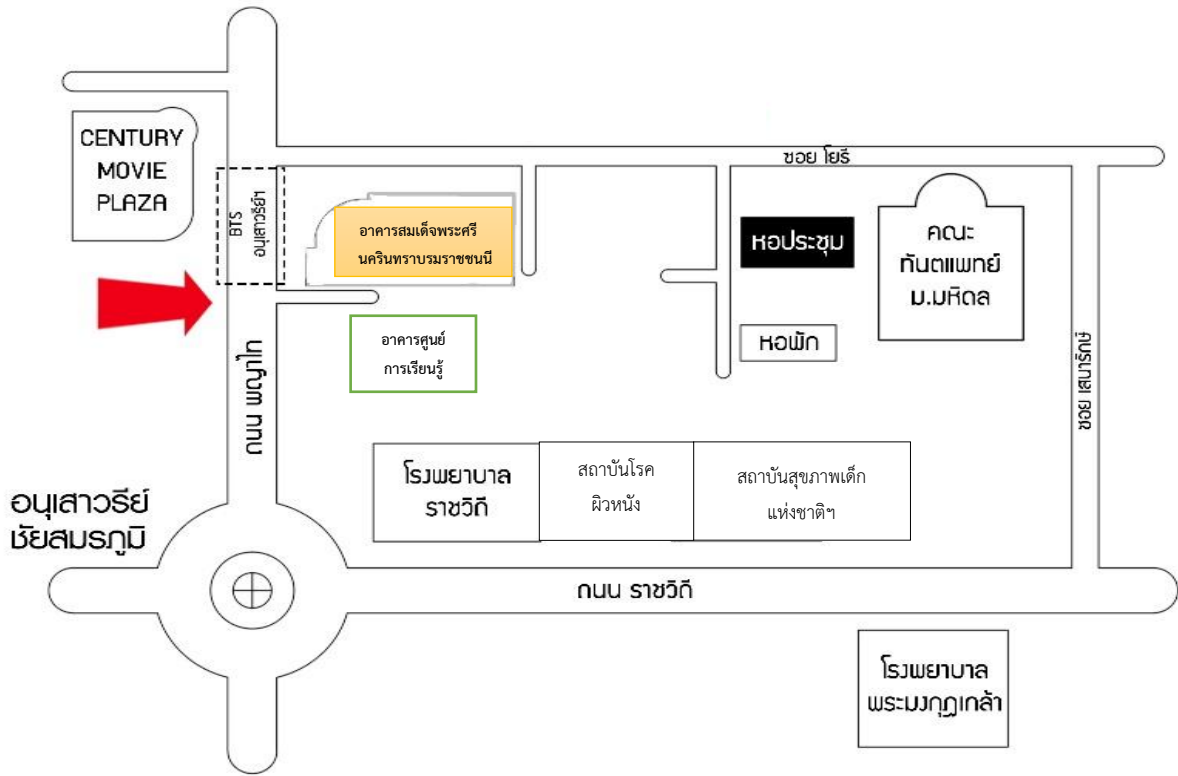 CENTURY
MOVIE
PLAZA
BTS
อนุเสาวรีย์ฯ
ซอย โยธี
อาคารสมเด็จพระศรี
นครินทราบรมราชชนนี
หอประชุม
คณะ
ทันตแพทย์
ม.มหิดล
อาคารศูนย์
การเรียนรู้
หอพัก
ถนน พญาไท
ซอย เสนารักษ์
โรงพยาบาล
ราชวิถี
สถาบันโรค
ผิวหนัง
สถาบันสุขภาพเด็ก
แห่งชาติฯ
อนุเสาวรีย์
ชัยสมรภูมิ
ถนน ราชวิถี
โรงพยาบาล
พระมงกุฎเกล้า